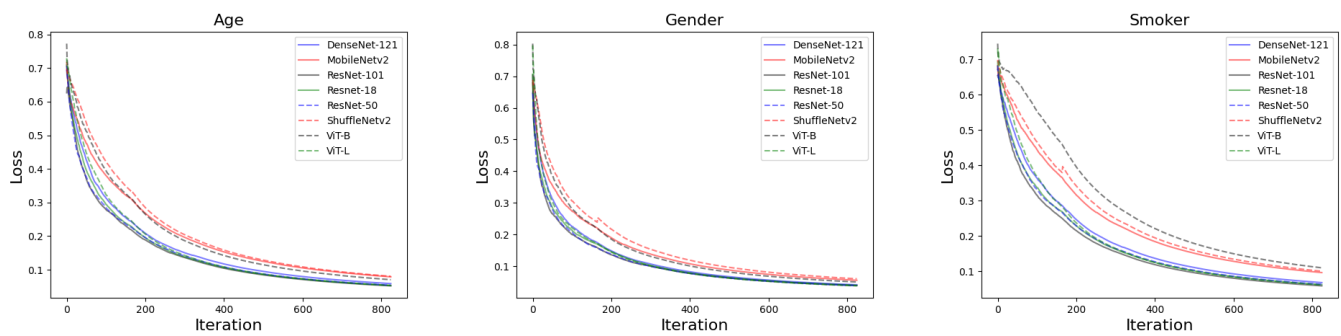 Age
Loss
0.8
0.7
0.6
0.5
0.4
0.3
0.2
0.1
0
200
400
600
800
Iteration
DenseNet-121
MobileNetv2
ResNet-101
Resnet-18
ResNet-50
ShuffleNetv2
ViT-B
ViT-L
Gender
Loss
0.8
0.7
0.6
0.5
0.4
0.3
0.2
0.1
0
200
400
600
800
Iteration
DenseNet-121
MobileNetv2
ResNet-101
Resnet-18
ResNet-50
ShuffleNetv2
ViT-B
ViT-L
Smoker
Loss
0.7
0.6
0.5
0.4
0.3
0.2
0.1
0
200
400
600
800
Iteration
DenseNet-121
MobileNetv2
ResNet-101
Resnet-18
ResNet-50
ShuffleNetv2
ViT-B
ViT-L